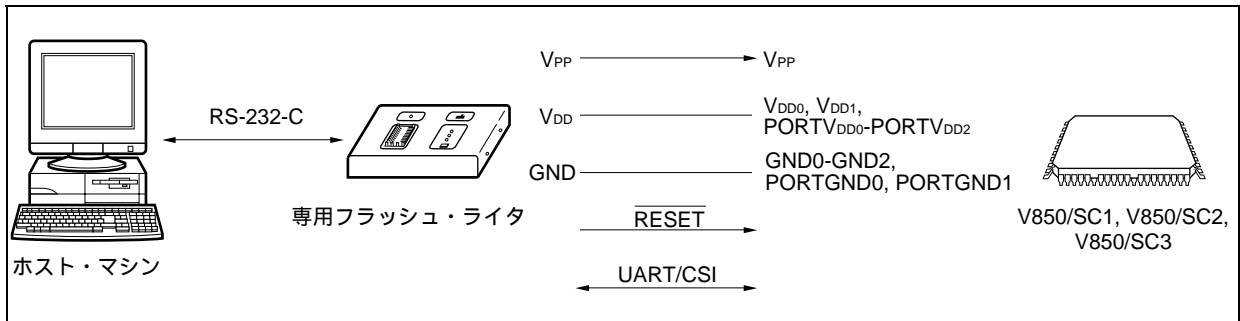 VPP VPP
RS-232-C
VDD VDD0, VDD1,
PORTVDD0-PORTVDD2
GND GND0-GND2,
PORTGND0, PORTGND1
専用フラッシュ・ライタ
RESET
V850/SC1, V850/SC2,
V850/SC3
ホスト・マシン
UART/CSI